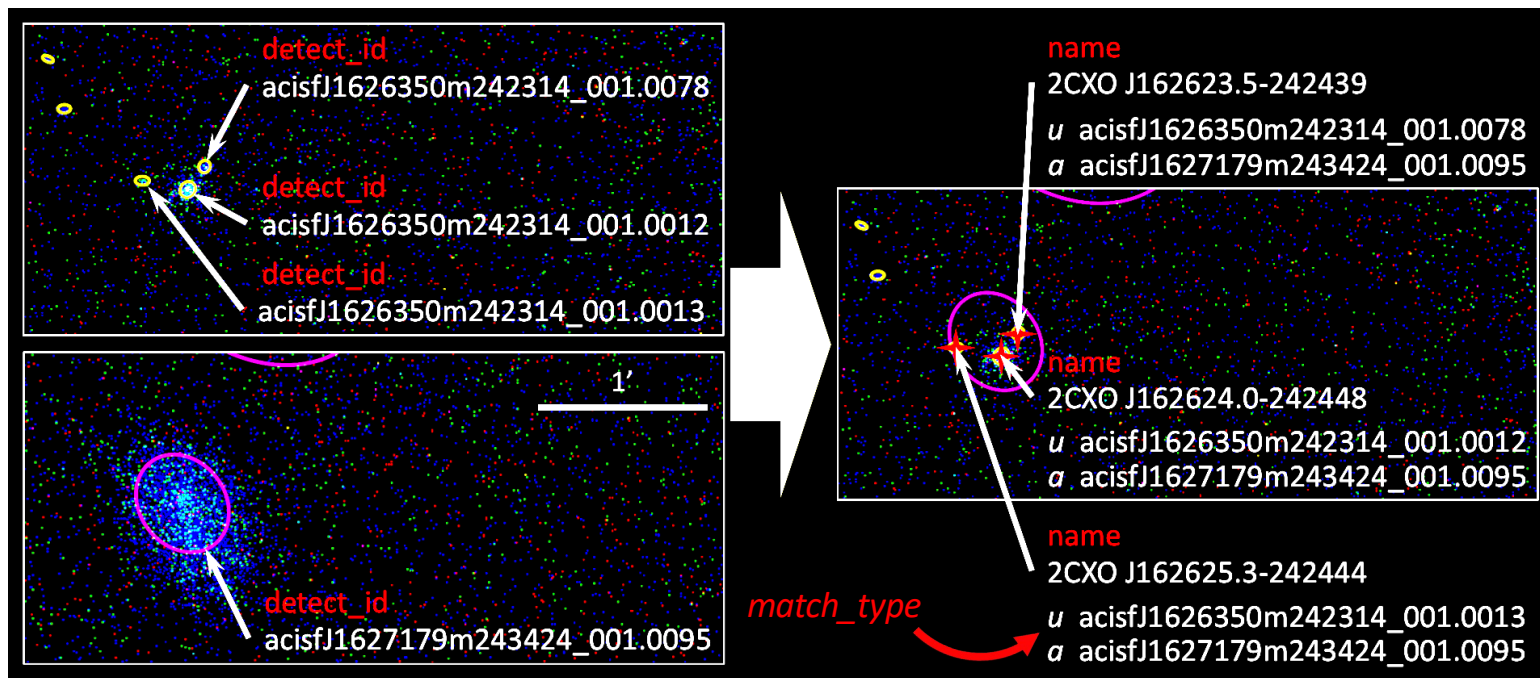 detect_id
acisfJ1626350m242314_001.0078
detect_id
acisfJ1626350m242314_001.0012
detect_id
acisfJ1626350m242314_001.0013
1’
detect_id
acisfJ1627179m243424_001.0095
name
2CXO J162623.5-242439
u acisfJ1626350m242314_001.0078
a acisfJ1627179m243424_001.0095
name
2CXO J162624.0-242448
u acisfJ1626350m242314_001.0012
a acisfJ1627179m243424_001.0095
name
2CXO J162625.3-242444
match_type
u acisfJ1626350m242314_001.0013
a acisfJ1627179m243424_001.0095